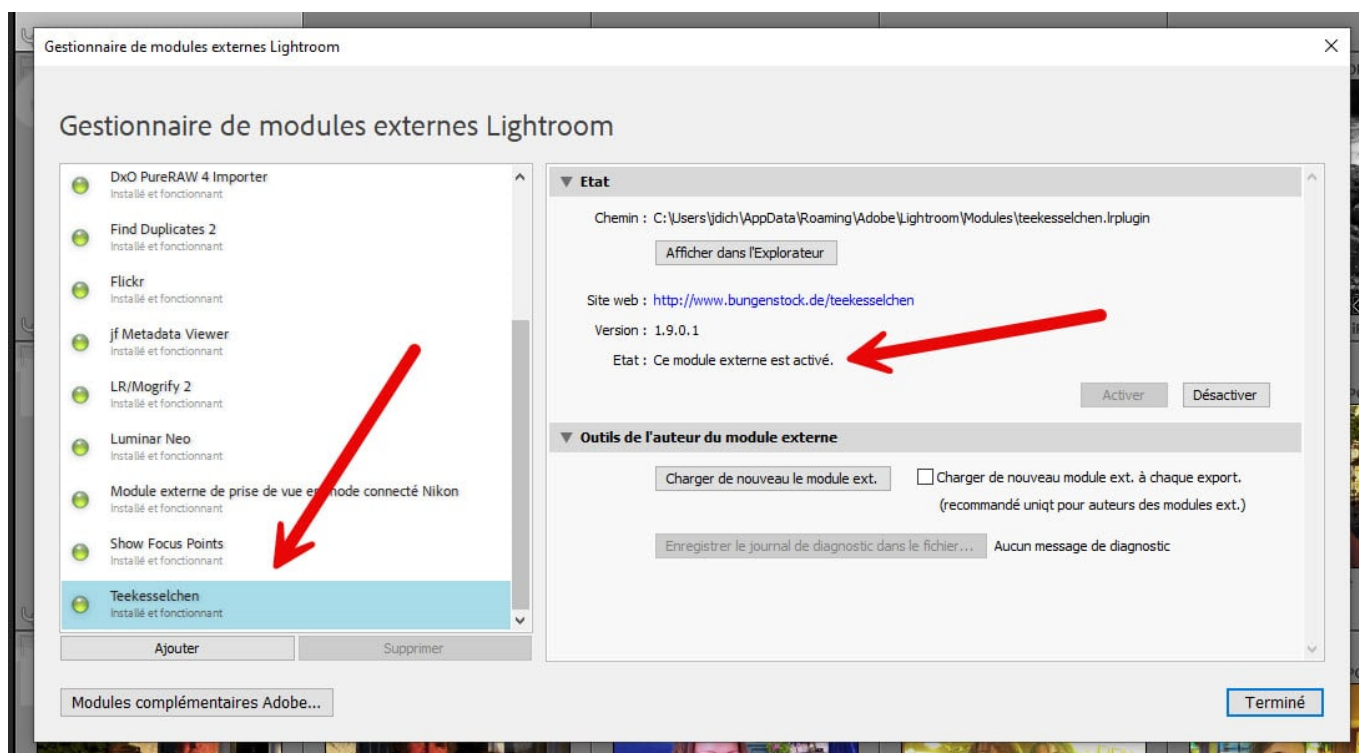 Gestionnaire de modules externes Lightroom
Gestionnaire de modules externes Lightroom
DxO PureRAW 4 Importer
Installé et fonctionnant
Find Duplicates 2
Installé et fonctionnant
Flickr
Installé et fonctionnant
jf Metadata Viewer
Installé et fonctionnant
LR/Mogrify 2
Installé et fonctionnant
Luminar Neo
Installé et fonctionnant
Module externe de prise de vue en mode connecté Nikon
Installé et fonctionnant
Show Focus Points
Installé et fonctionnant
Teekesselchen
Installé et fonctionnant
Ajouter
Supprimer
Etat
Chemin : C:\Users\jdich\AppData\Roaming\Adobe\Lightroom\Modules\teekesselchen.lrplugin
Afficher dans l'Explorateur
Site web : http://www.bungenstock.de/teekesselchen
Version : 1.9.0.1
Etat : Ce module externe est activé.
Activer
Désactiver
Outils de l'auteur du module externe
Charger de nouveau le module ext.
Charger de nouveau module ext. à chaque export.
(recommandé uniqt pour auteurs des modules ext.)
Enregistrer le journal de diagnostic dans le fichier...
Aucun message de diagnostic
Modules complémentaires Adobe...
Terminé